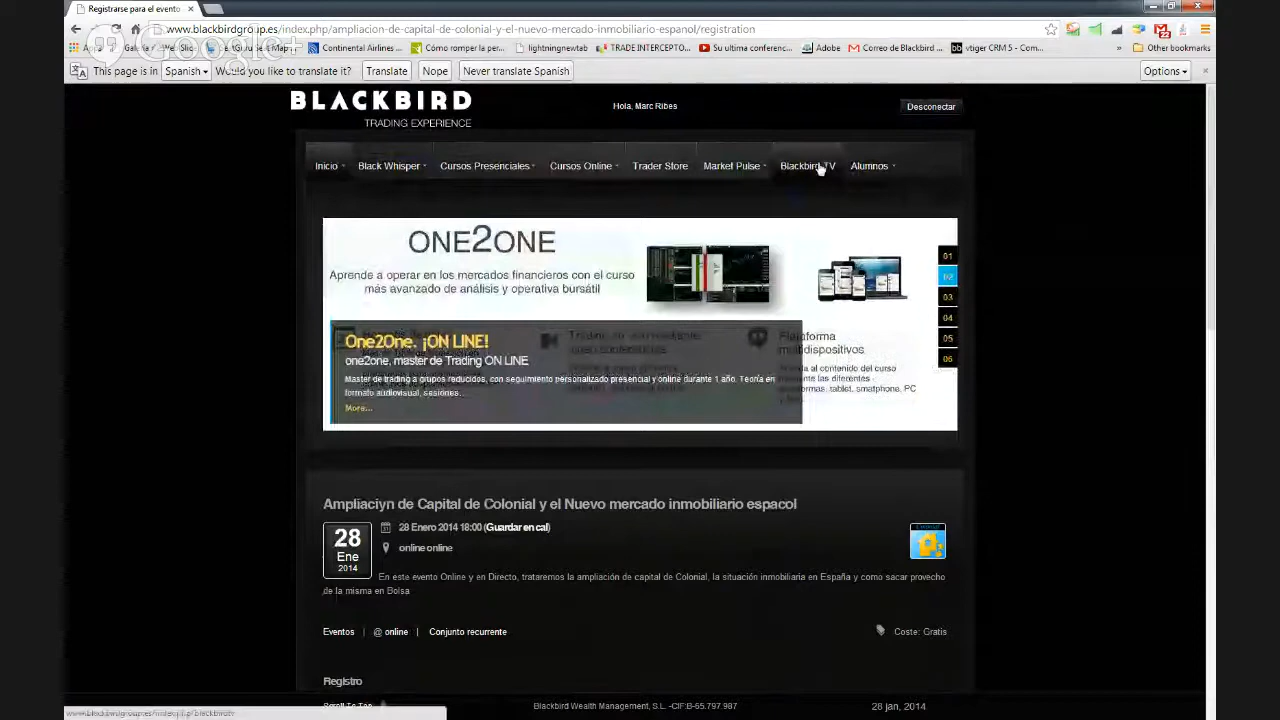 Registrarse para el evento
www.blackbirdgroup.es/index.php/ampliacion-de-capital-de-colonial-y-el-nuevo-mercado-inmobiliario-espanol/registration
Google+
Continental Airlines ... Cómo romper la per... lightningnewtab TRADE INTERCEPTO... Su ultima conferenc... Adobe Correo de Blackbird ... vtiger CRM 5 - Com... » Other bookmarks
This page is in Spanish Would you like to translate it? Translate Nope Never translate Spanish Options
BLACKBIRD
TRADING EXPERIENCE
Hola, Marc Ribes
Desconectar
Inicio Black Whisper Cursos Presenciales Cursos Online Trader Store Market Pulse Blackbird TV Alumnos
ONE2ONE
Aprende a operar en los mercados financieros con el curso
más avanzado de análisis y operativa bursátil
01
02
03
04
05
06
One2One. ¡ON LINE!
one2one, master de Trading ON LINE
Master de trading a grupos reducidos, con seguimiento personalizado presencial y online durante 1 año. Teoría en
formato audiovisual, sesiones...
More...
Plataforma
multidispositivos
al contenido del curso
las diferentes
tablet, smatphone, PC
Ampliaciyn de Capital de Colonial y el Nuevo mercado inmobiliario espacol
28
Ene
2014
28 Enero 2014 18:00 (Guardar en cal)
online online
En este evento Online y en Directo, trataremos la ampliación de capital de Colonial, la situación inmobiliaria en España y como sacar provecho
de la misma en Bolsa
Eventos | @ online | Conjunto recurrente
Coste: Gratis
Registro
Scroll To Top
Blackbird Wealth Management, S.L. -CIF:B-65.797.987
28 jan, 2014
www.blackbirdgroup.es/index.php/blackbirdtv